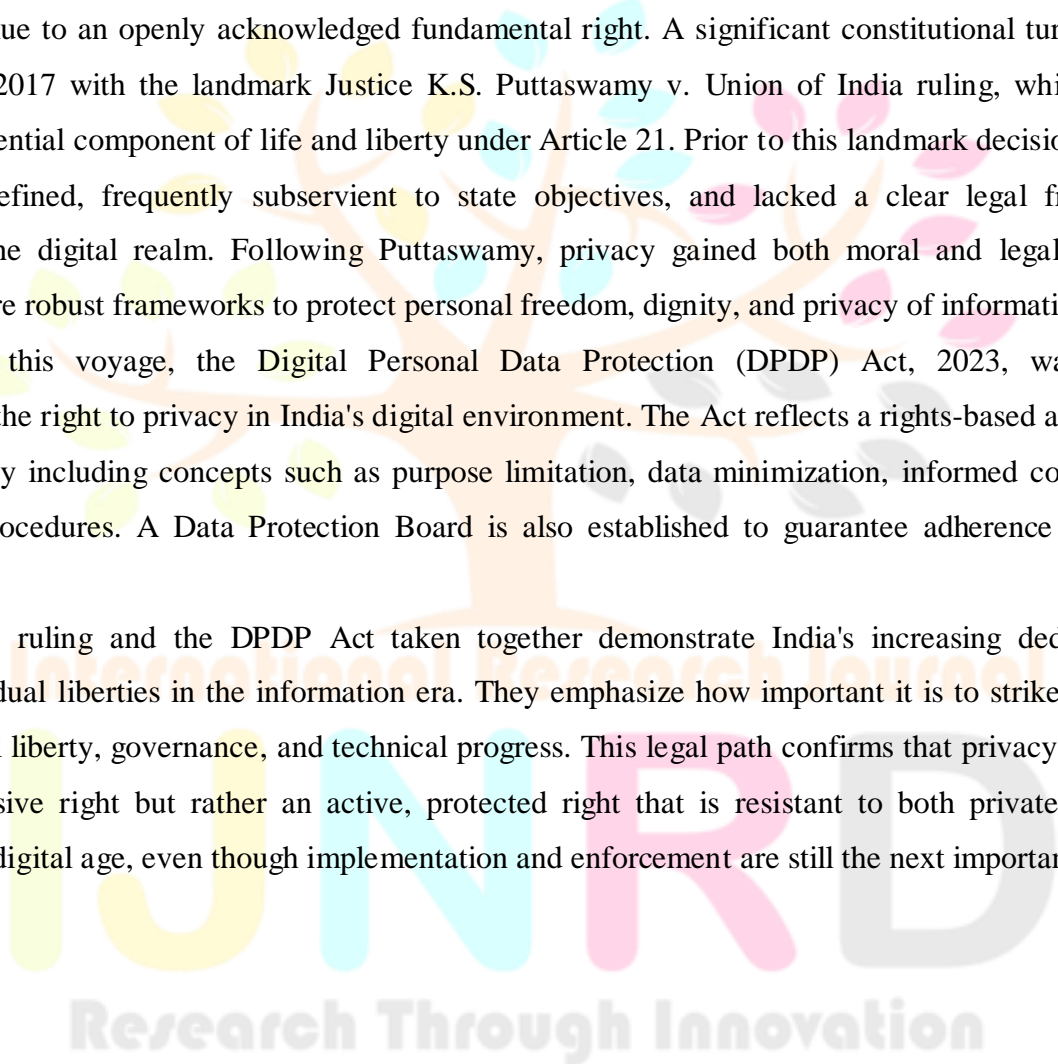 ue to an openly acknowledged fundamental right. A significant constitutional tur
2017 with the landmark Justice K.S. Puttaswamy v. Union of India ruling, whi
ential component of life and liberty under Article 21. Prior to this landmark decisio
efined, frequently subservient to state objectives, and lacked a clear legal f
ne digital realm. Following Puttaswamy, privacy gained both moral and legal
re robust frameworks to protect personal freedom, dignity, and privacy of informati
this voyage, the Digital Personal Data Protection (DPDP) Act, 2023, wa
the right to privacy in India's digital environment. The Act reflects a rights-based a
y including concepts such as purpose limitation, data minimization, informed co
ocedures. A Data Protection Board is also established to guarantee adherence
ruling and the DPDP Act taken together demonstrate India's increasing ded
International Research Journal
dual liberties in the information era. They emphasize how important it is to strike
l liberty, governance, and technical progress. This legal path confirms that privacy
sive right but rather an active, protected right that is resistant to both private
digital age, even though implementation and enforcement are still the next importan
IJNRD
Research Through Innovation